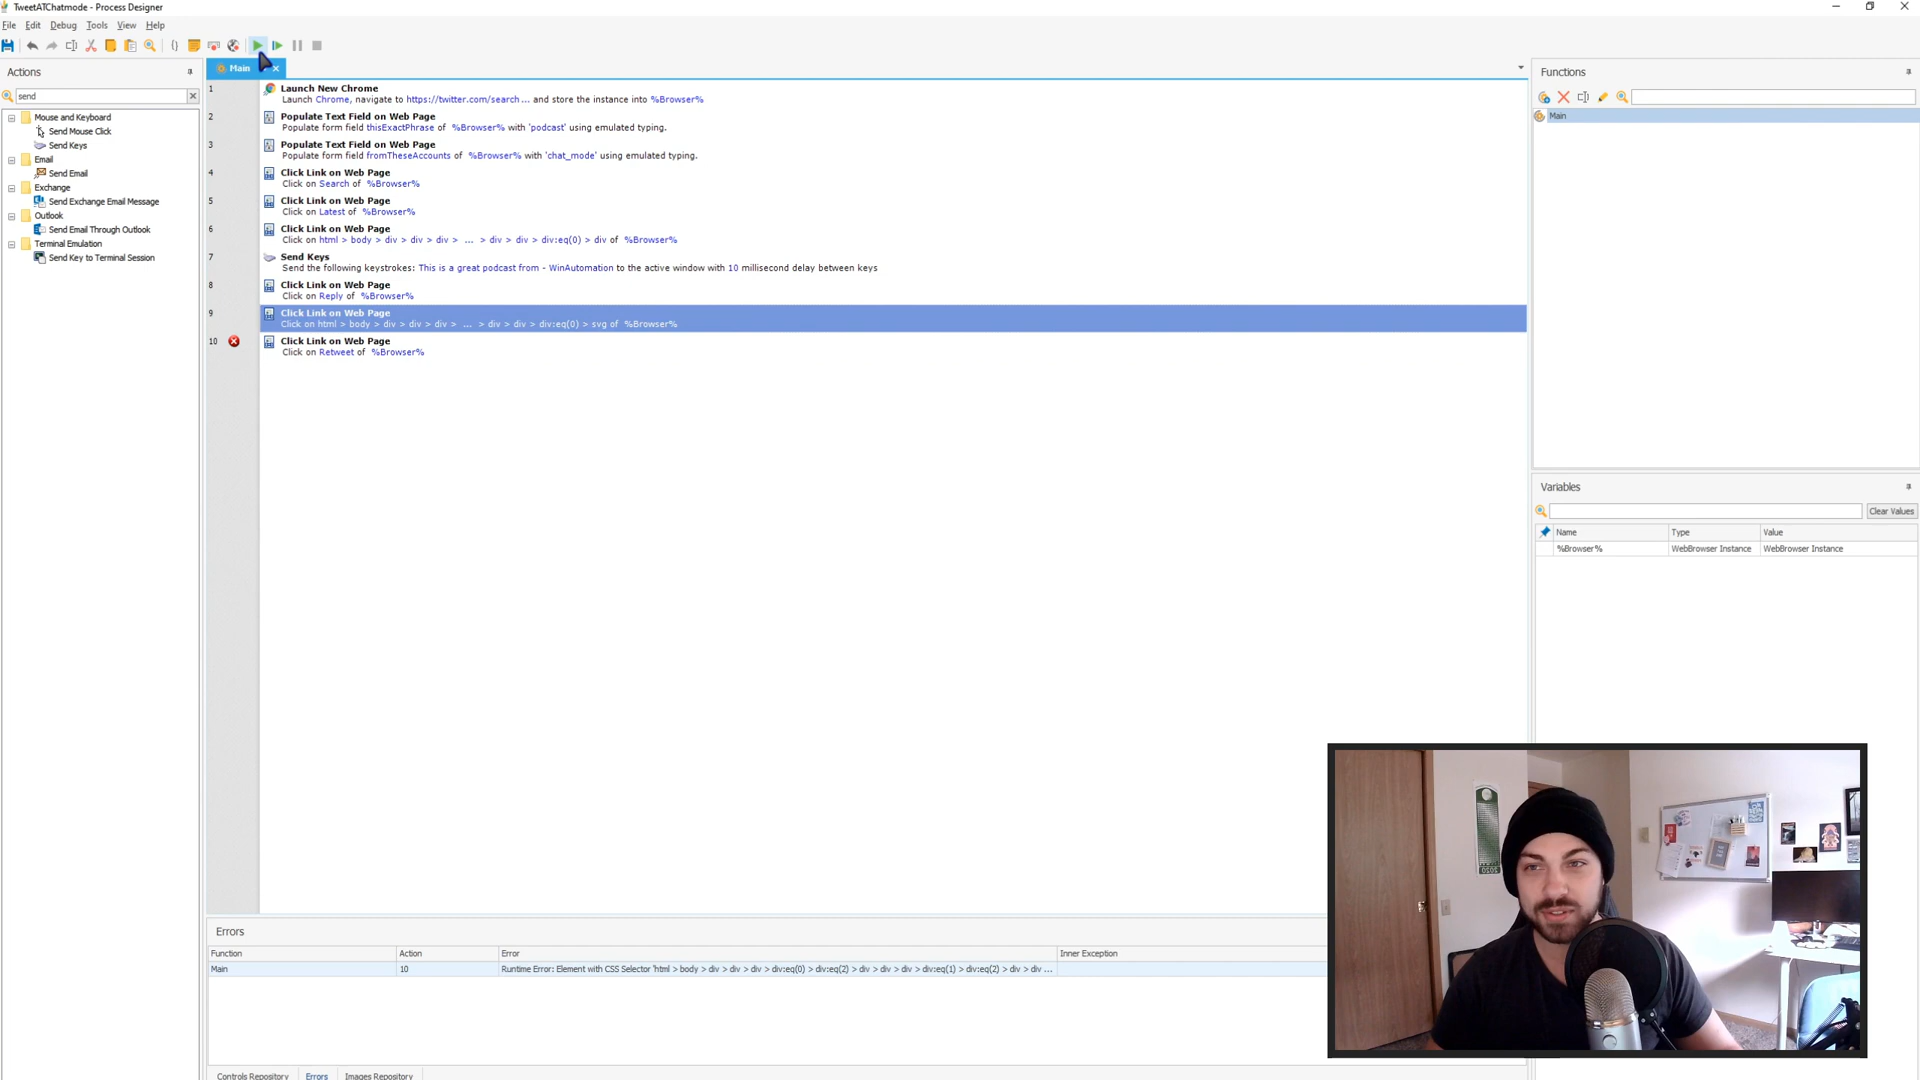 TweetATChatmode - Process Designer
File Edit Debug Tools View Help
Actions
send
Mouse and Keyboard
Send Mouse Click
Send Keys
Email
Send Email
Exchange
Send Exchange Email Message
Outlook
Send Email Through Outlook
Terminal Emulation
Send Key to Terminal Session
Main
1 Launch New Chrome
Launch Chrome, navigate to https://twitter.com/search... and store the instance into %Browser%
2 Populate Text Field on Web Page
Populate form field thisExactPhrase of %Browser% with 'podcast' using emulated typing.
3 Populate Text Field on Web Page
Populate form field fromTheseAccounts of %Browser% with 'chat_mode' using emulated typing.
4 Click Link on Web Page
Click on Search of %Browser%
5 Click Link on Web Page
Click on Latest of %Browser%
6 Click Link on Web Page
Click on html > body > div > div > div > ... > div > div > div:eq(0) > div of %Browser%
7 Send Keys
Send the following keystrokes: This is a great podcast from - WinAutomation to the active window with 10 millisecond delay between keys
8 Click Link on Web Page
Click on Reply of %Browser%
9 Click Link on Web Page
Click on html > body > div > div > div > ... > div > div > div:eq(0) > svg of %Browser%
10 Click Link on Web Page
Click on Retweet of %Browser%
Functions
Main
Variables
Clear Values
Name Type Value
%Browser% WebBrowser Instance WebBrowser Instance
Errors
Function Action Error Inner Exception
Main 10 Runtime Error: Element with CSS Selector 'html > body > div > div > div > div:eq(0) > div:eq(2) > div > div > div > div:eq(1) > div:eq(2) > div > div ...
Controls Repository Errors Images Repository